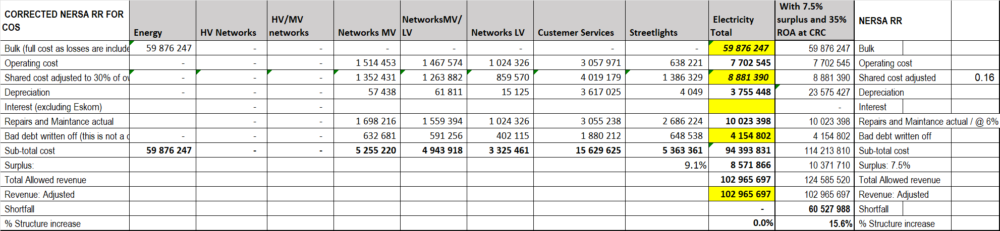 CORRECTED NERSA RR FOR COS Energy HV Networks HV/MV networks Networks MV NetworksMV/ LV Networks LV Custemer Services Streetlights Electricity Total With 7.5% surplus and 35% ROA at CRC NERSA RR
Bulk (full cost as losses are include 59 876 247 - - - - - - - 59 876 247 59 876 247 Bulk
Operating cost - - - 1 514 453 1 467 574 1 024 326 3 057 971 638 221 7 702 545 7 702 545 Operating cost
Shared cost adjusted to 30% of ow - - - 1 352 431 1 263 882 859 570 4 019 179 1 386 329 8 881 390 8 881 390 Shared cost adjusted 0.16
Depreciation - - - 57 438 61 811 15 125 3 617 025 4 049 3 755 448 23 575 427 Depreciation
Interest (excluding Eskom) - - - Interest
Repairs and Maintance actual - - 1 698 216 1 559 394 1 024 326 3 055 238 2 686 224 10 023 398 10 023 398 Repairs and Maintance actual / @ 6%
Bad debt written off (this is not a c - - - 632 681 591 256 402 115 1 880 212 648 538 4 154 802 4 154 802 Bad debt written off
Sub-total cost 59 876 247 - - 5 255 220 4 943 918 3 325 461 15 629 625 5 363 361 94 393 831 114 213 810 Sub-total cost
Surplus: 9.1% 8 571 866 10 371 710 Surplus: 7.5%
Total Allowed revenue 102 965 697 124 585 520 Total Allowed revenue
Revenue: Adjusted 102 965 697 102 965 697 Revenue: Adjusted
Shortfall - 60 527 988 Shortfall
% Structure increase 0.0% 15.6% % Structure increase